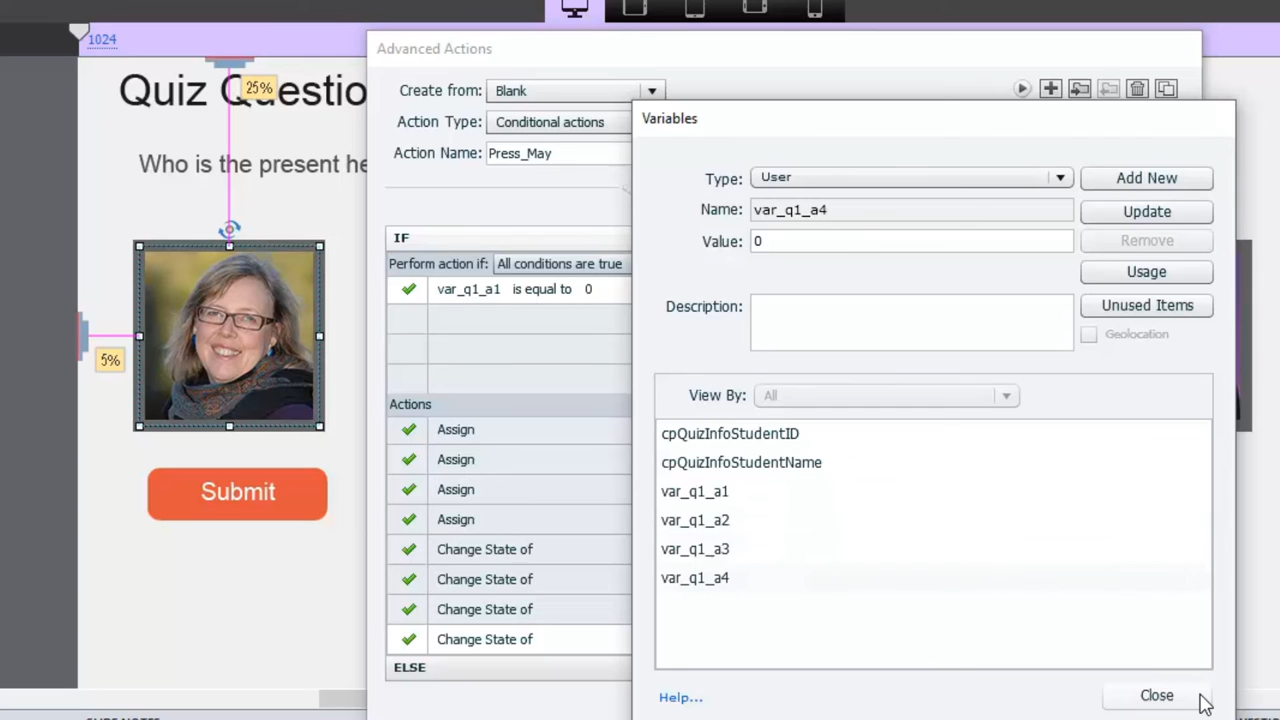 1024
Quiz Questio
25%
Who is the present he
5%
Submit
Advanced Actions
Create from: Blank
Action Type: Conditional actions
Action Name: Press_May
IF
Perform action if: All conditions are true
var_q1_a1 is equal to 0
Actions
Assign
Assign
Assign
Assign
Change State of
Change State of
Change State of
Change State of
ELSE
Variables
Type: User Add New
Name: var_q1_a4 Update
Value: 0 Remove
Usage
Description: Unused Items
Geolocation
View By: All
cpQuizInfoStudentID
cpQuizInfoStudentName
var_q1_a1
var_q1_a2
var_q1_a3
var_q1_a4
Help... Close